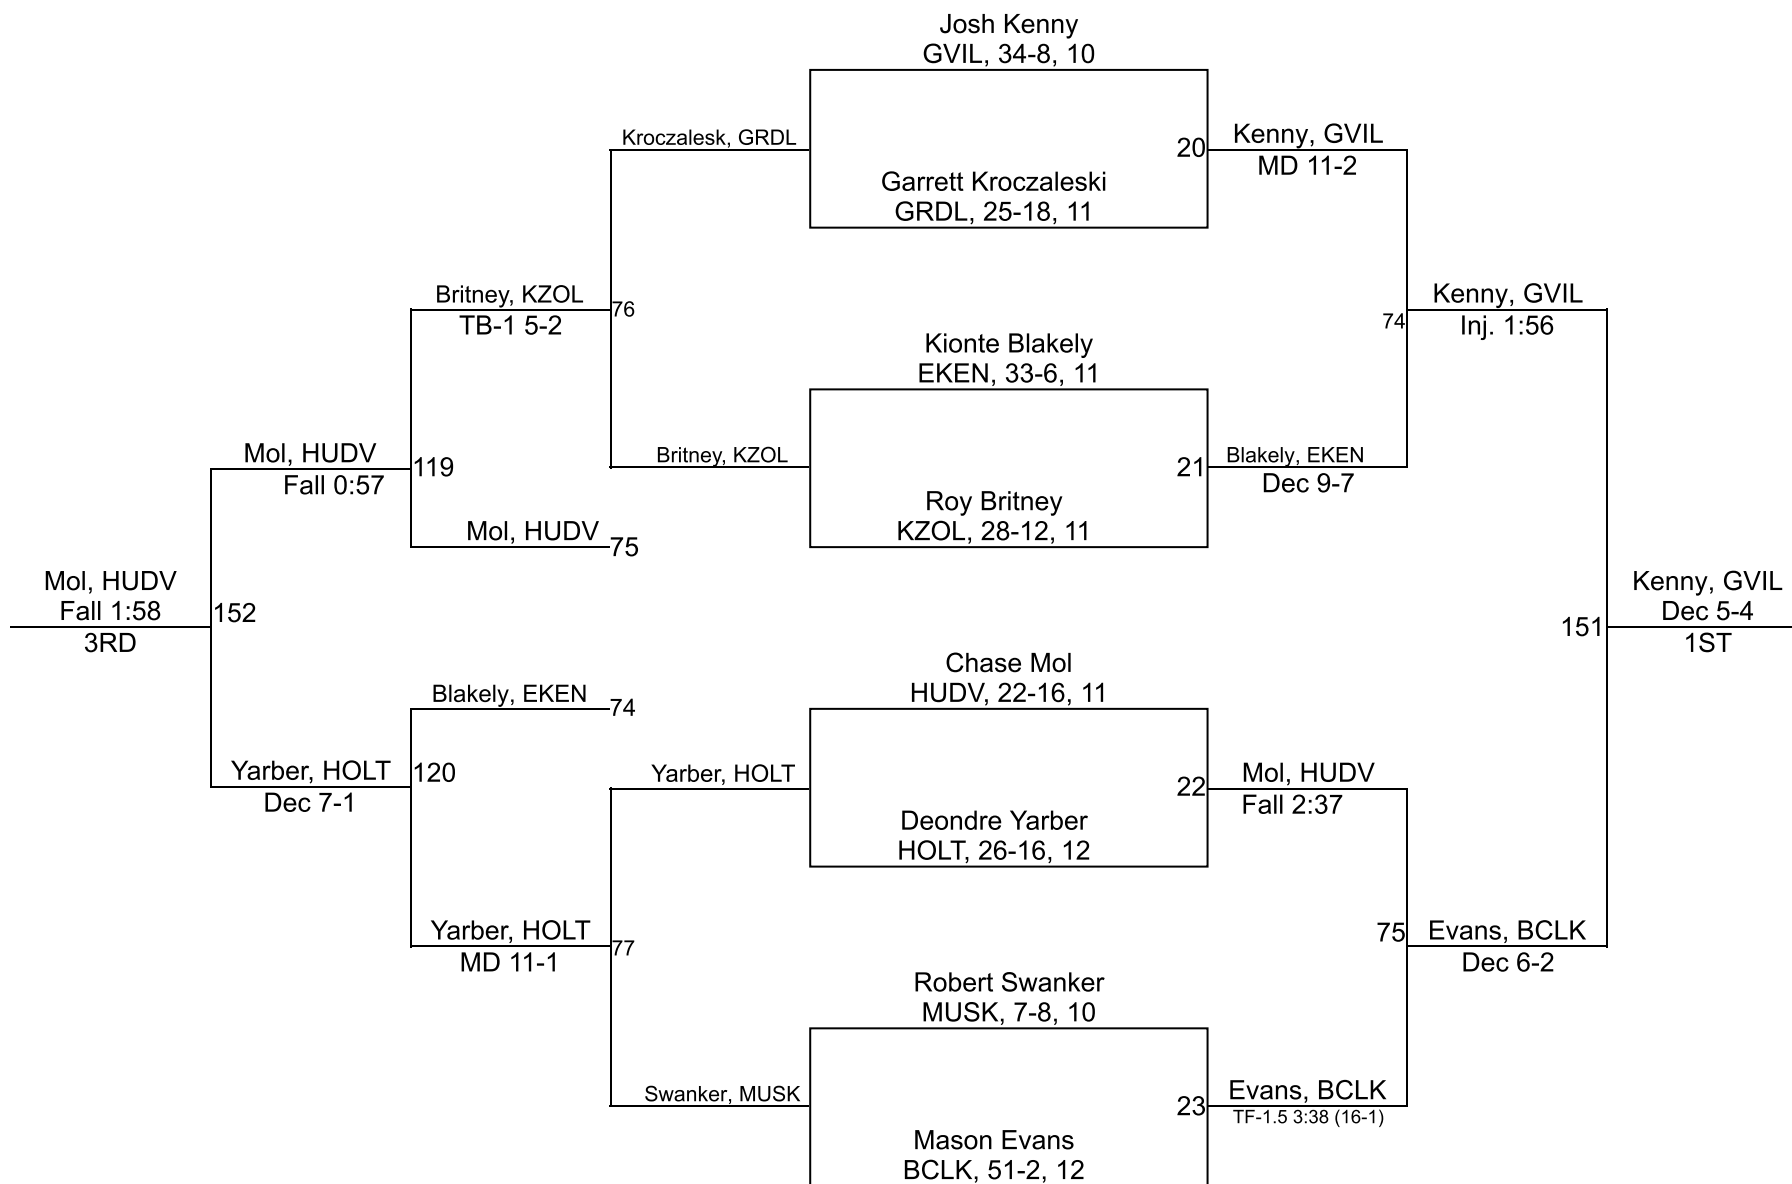 Josh Kenny
GVIL, 34-8, 10
Kroczalesk, GRDL
20
Kenny, GVIL
MD 11-2
Garrett Kroczaleski
GRDL, 25-18, 11
Britney, KZOL
TB-1 5-2
76
Kionte Blakely
EKEN, 33-6, 11
74
Kenny, GVIL
Inj. 1:56
Mol, HUDV
Fall 0:57
119
Britney, KZOL
21
Blakely, EKEN
Dec 9-7
Roy Britney
KZOL, 28-12, 11
Mol, HUDV
75
Mol, HUDV
Fall 1:58
3RD
152
151
Kenny, GVIL
Dec 5-4
1ST
Chase Mol
HUDV, 22-16, 11
Blakely, EKEN
74
Yarber, HOLT
Dec 7-1
120
Yarber, HOLT
22
Mol, HUDV
Fall 2:37
Deondre Yarber
HOLT, 26-16, 12
Yarber, HOLT
MD 11-1
77
75
Evans, BCLK
Dec 6-2
Robert Swanker
MUSK, 7-8, 10
Swanker, MUSK
23
Evans, BCLK
TF-1.5 3:38 (16-1)
Mason Evans
BCLK, 51-2, 12